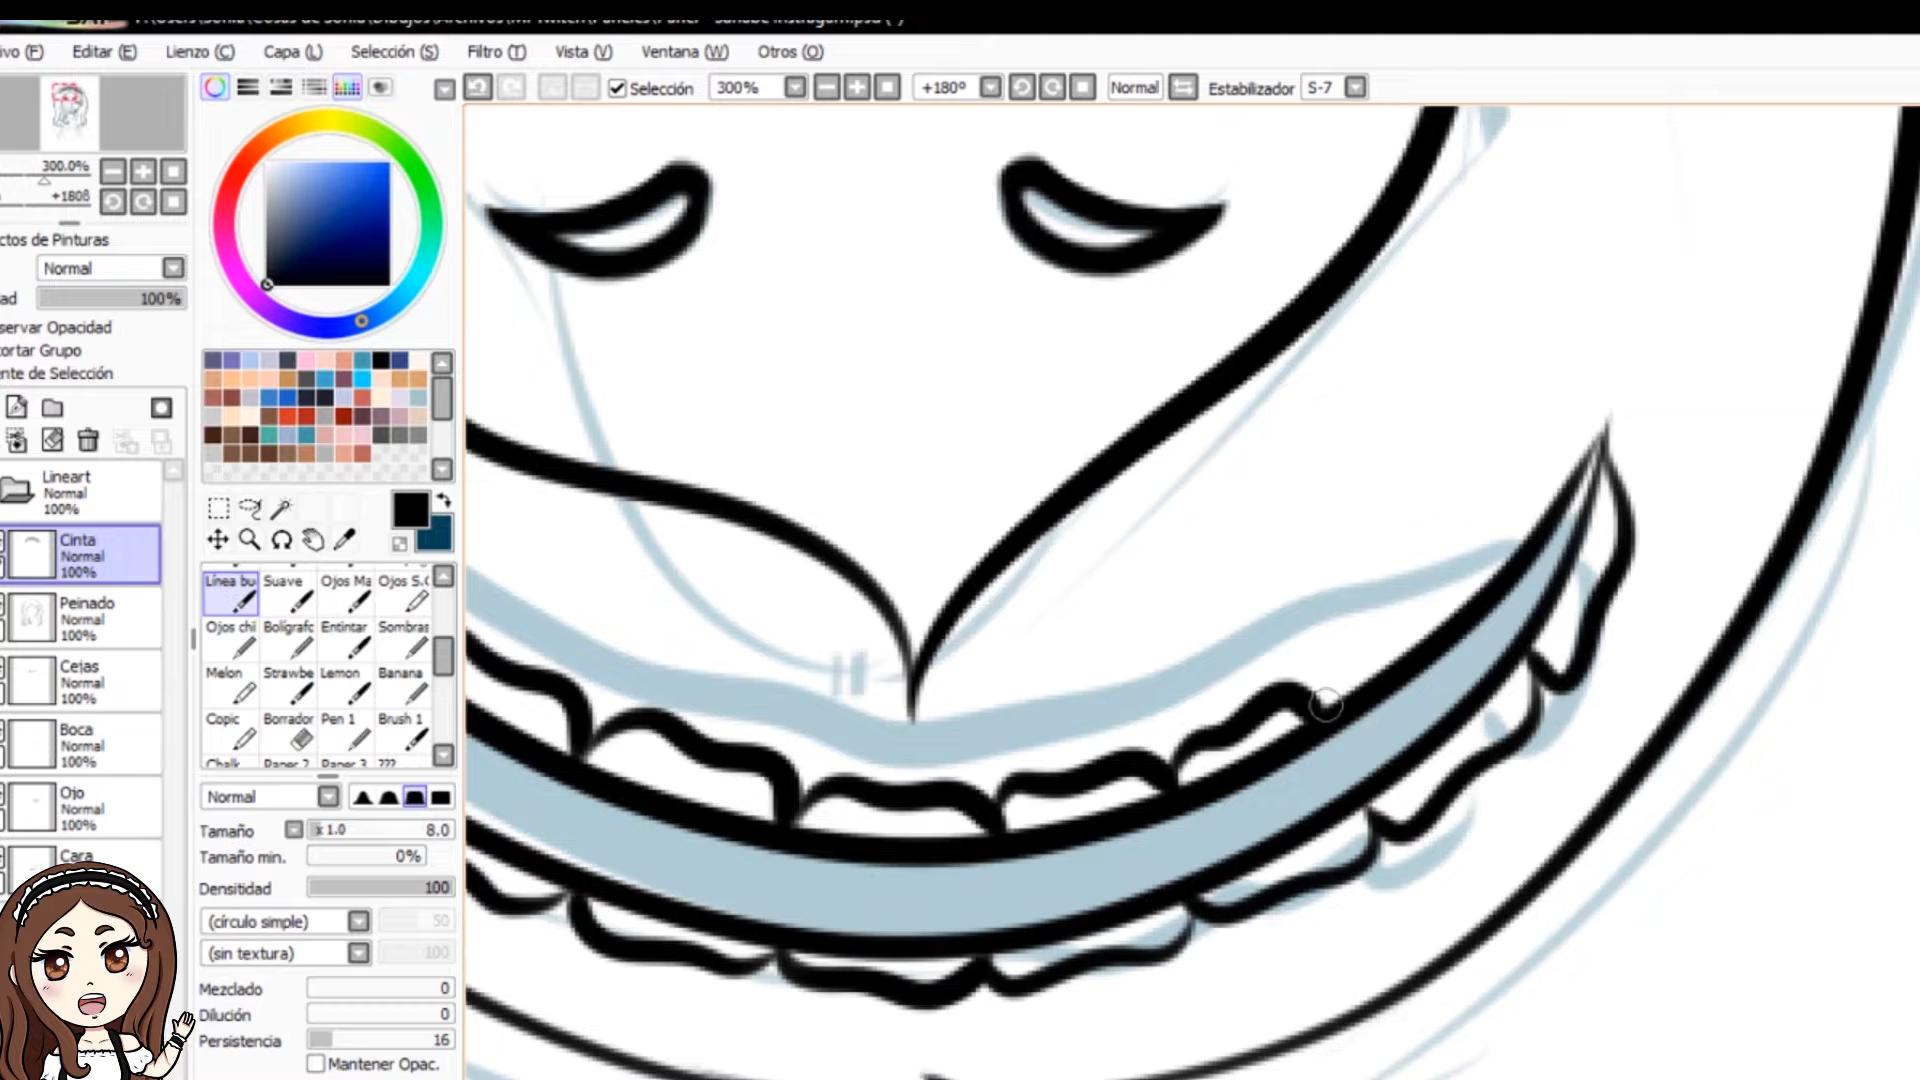 ivo (F) Editar (E) Lienzo (C) Capa (L) Selección (S) Filtro (T) Vista (V) Ventana (W) Otros (O)
Selección 300% +180º Normal Estabilizador S-7
300.0%
+180º
ctos de Pinturas
Normal
ad 100%
servar Opacidad
ortar Grupo
nte de Selección
Lineart
Normal
100%
Cinta
Normal
100%
Peinado
Normal
100%
Cejas
Normal
100%
Boca
Normal
100%
Ojo
Normal
100%
Cara
Línea bu Suave Ojos Ma Ojos S.(
Ojos chi Bolígrafo Entintar Sombras
Melon Strawbe Lemon Banana
Copic Borrador Pen 1 Brush 1
Chalk Paper 2 Paper 3 ???
Normal
Tamaño x 1.0 8.0
Tamaño min. 0%
Densitidad 100
(círculo simple) 50
(sin textura) 100
Mezclado 0
Dilución 0
Persistencia 16
Mantener Opac.